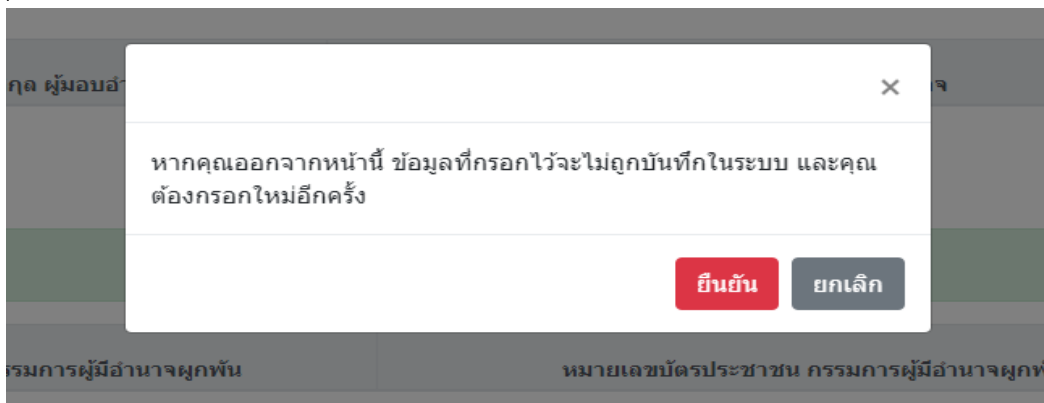 กุล ผู้มอบอำ
จ
×
หากคุณออกจากหน้านี้ ข้อมูลที่กรอกไว้จะไม่ถูกบันทึกในระบบ และคุณ
ต้องกรอกใหม่อีกครั้ง
ยืนยัน ยกเลิก
รรมการผู้มีอำนาจผูกพัน หมายเลขบัตรประชาชน กรรมการผู้มีอำนาจผูกพ